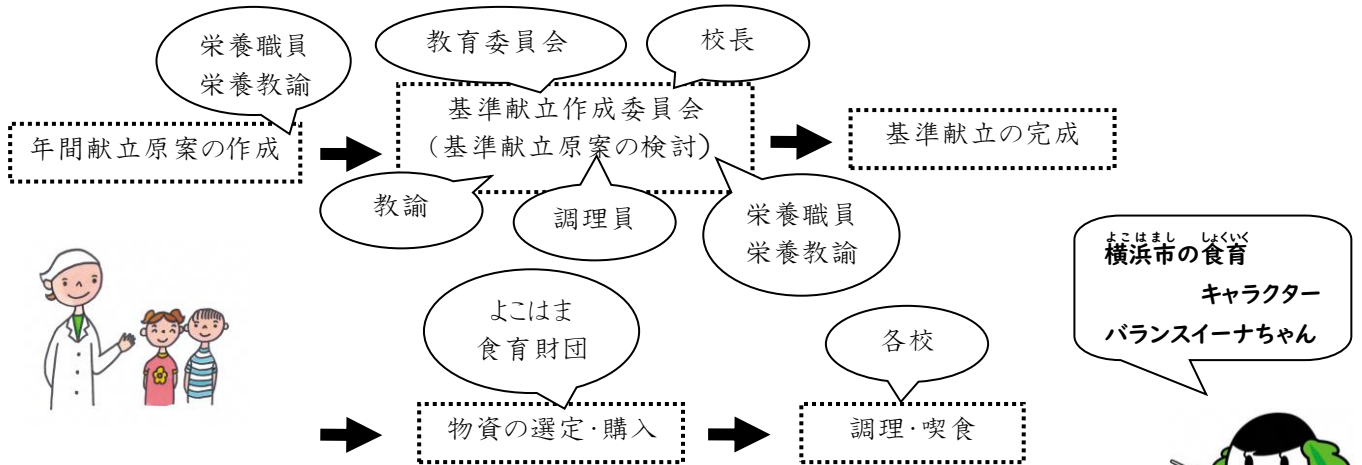 栄養職員
栄養教諭
教育委員会
校長
年間献立原案の作成
基準献立作成委員会
(基準献立原案の検討)
基準献立の完成
教諭
調理員
栄養職員
栄養教諭
よこはまし しょくいく
横浜市の食育
キャラクター
バランスイーナちゃん
よこはま
食育財団
各校
物資の選定・購入
調理・喫食